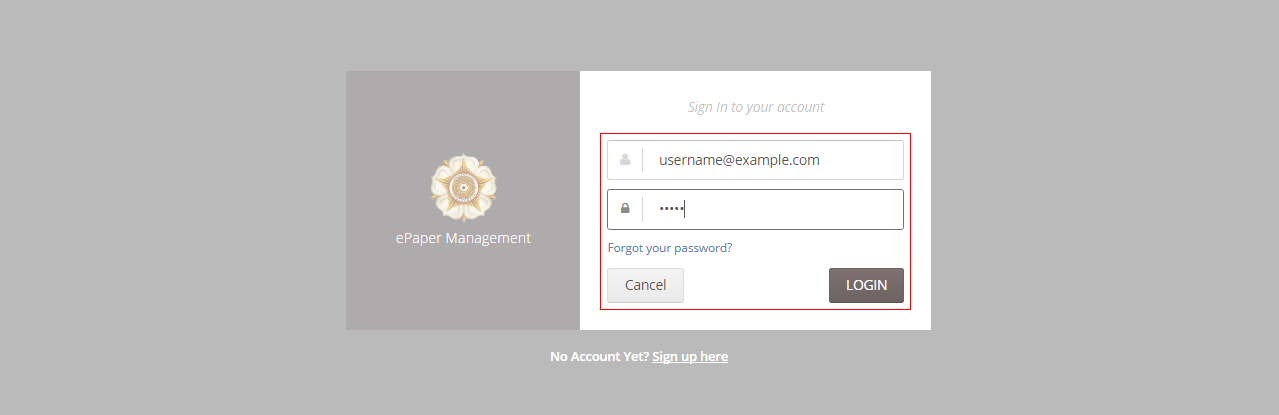 Sign In to your account
username@example.com
•••••
ePaper Management
Forgot your password?
Cancel
LOGIN
No Account Yet? Sign up here